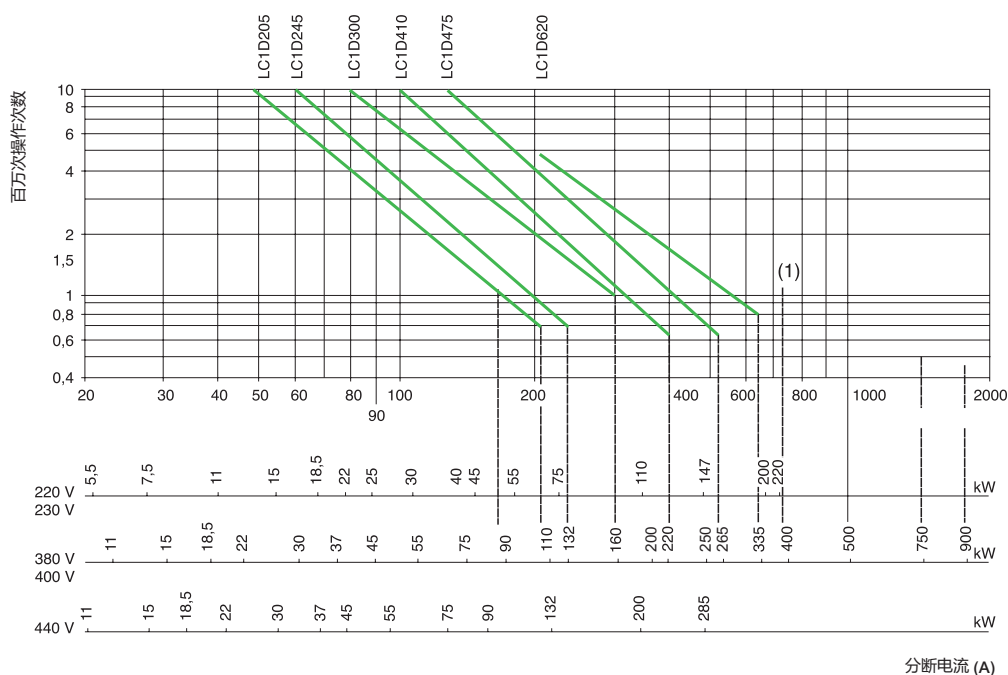 LC1D205 LC1D245 LC1D300 LC1D410 LC1D475 LC1D620
百万次操作次数
10
8
6
4
2
1,5
1
0,8
0,6
0,4
(1)
20 30 40 50 60 80 100 200 400 600 800 1000 2000
90
5,5 7,5 11 15 18,5 22 25 30 40 45 55 75 110 147 200 220
220 V kW
230 V
11 15 18,5 22 30 37 45 55 75 90 110 132 160 200 220 250 265 335 400 500 750 900
380 V kW
400 V
11 15 18,5 22 30 37 45 55 75 90 132 200 285
440 V kW
分断电流 (A)